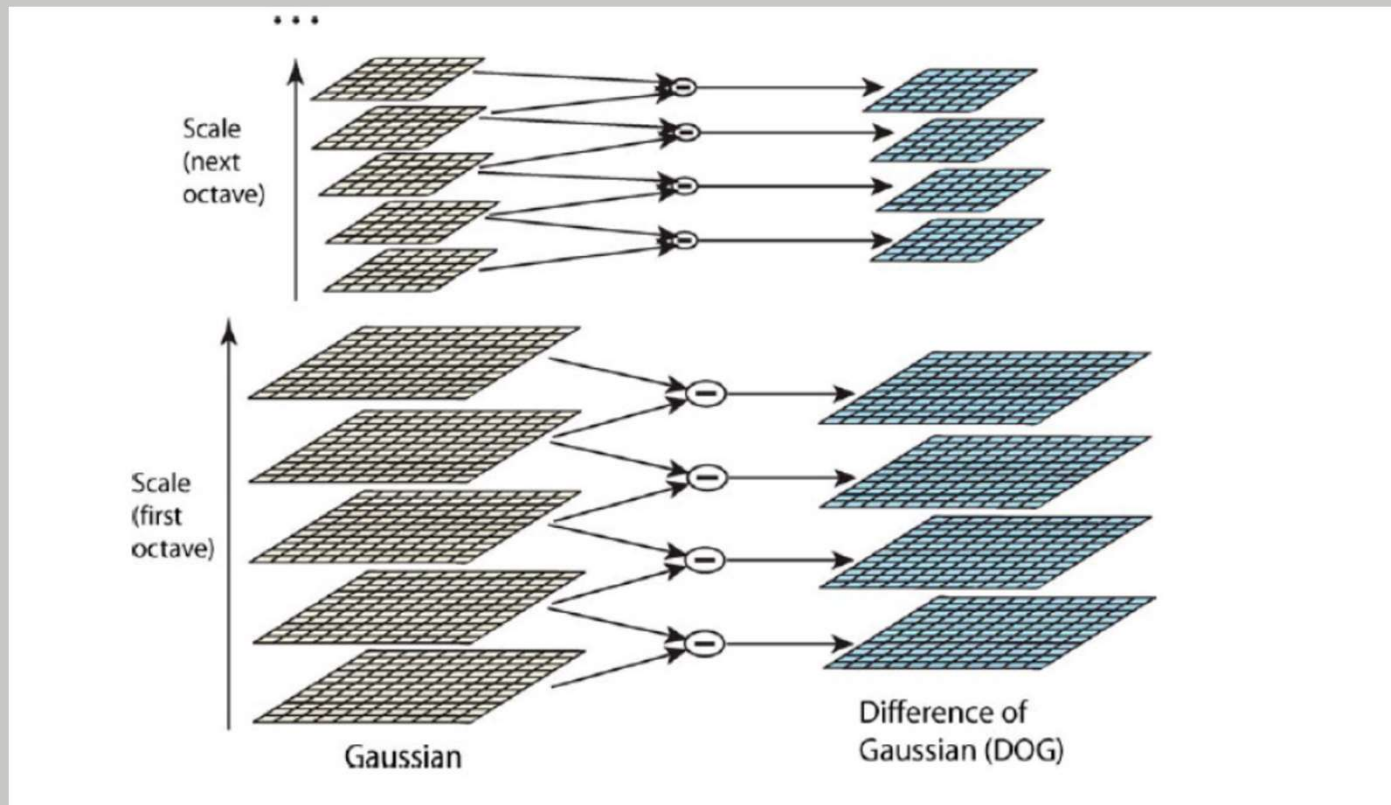 ...
Scale
(next
octave)
Scale
(first
octave)
Gaussian
Difference of
Gaussian (DOG)